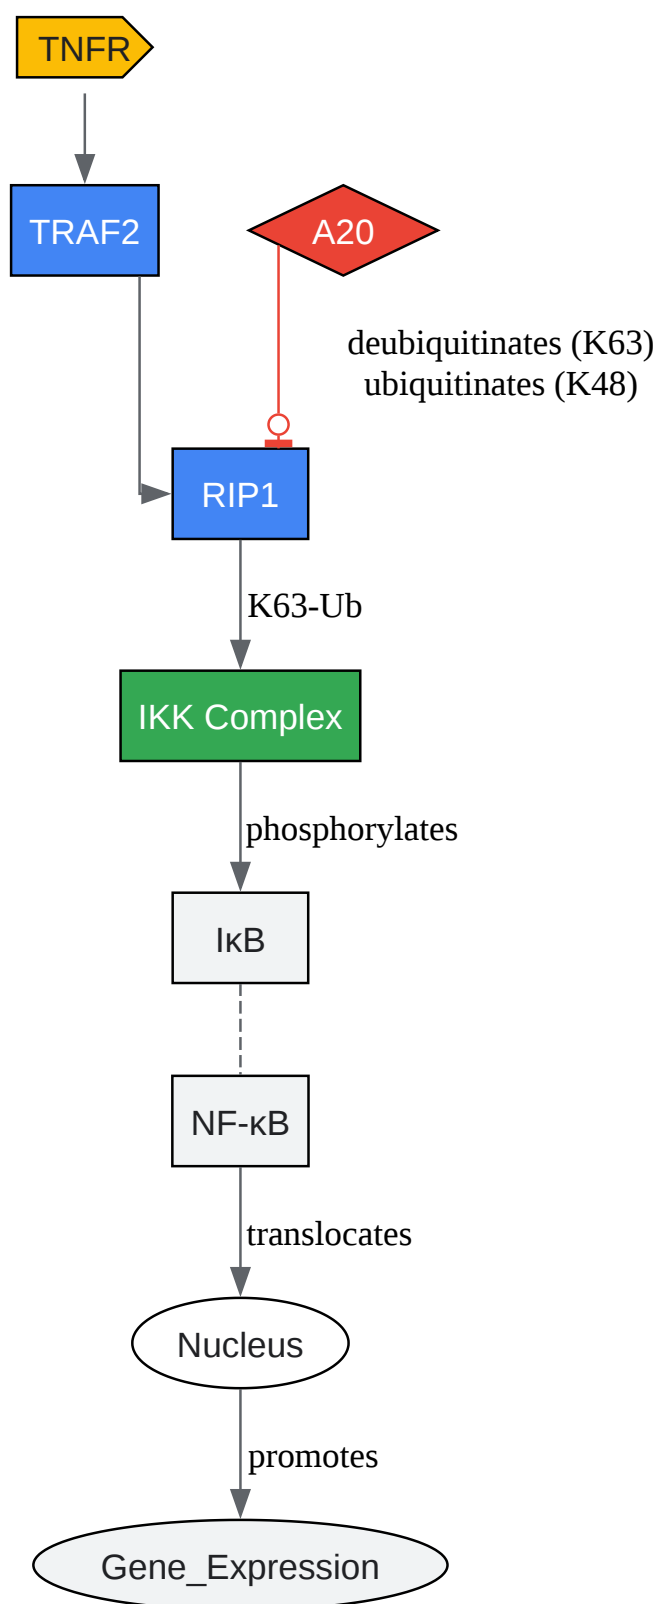 TNFR
TRAF2
A20
deubiquitinates (K63)
ubiquitinates (K48)
RIP1
K63-Ub
IKK Complex
phosphorylates
IκB
NF-κB
translocates
Nucleus
promotes
Gene_Expression